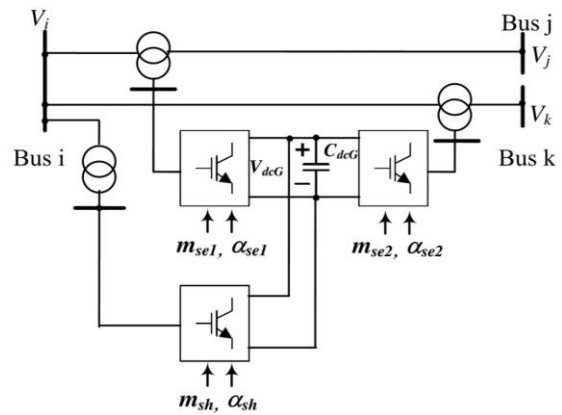 V_i
Bus j
V_j
V_k
Bus i
Bus k
+ C_dcG
V_dcG
−
m_se1, α_se1
m_se2, α_se2
m_sh, α_sh